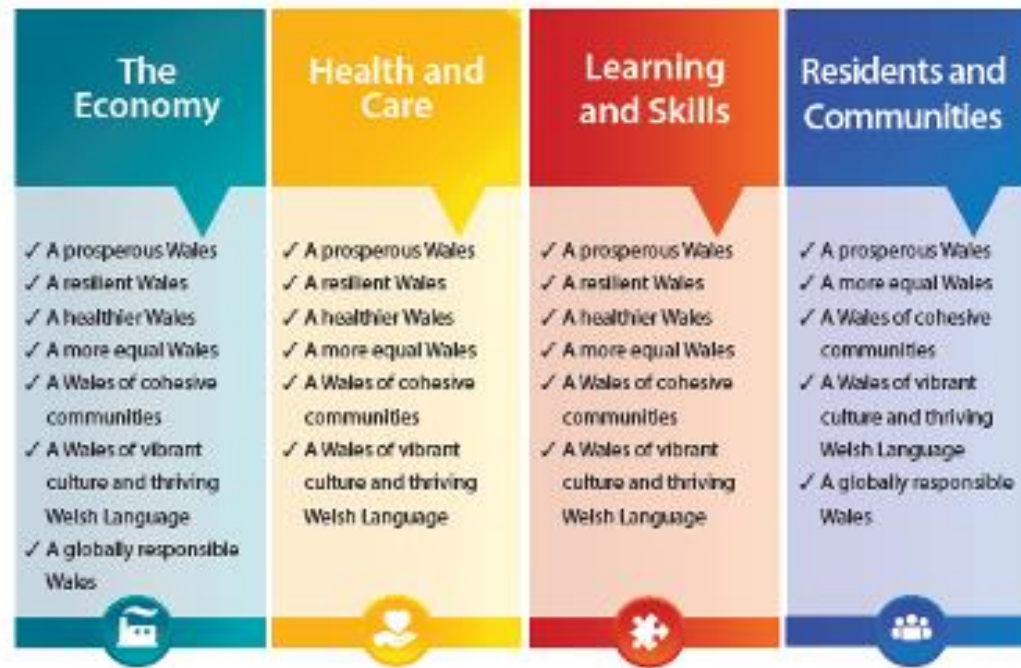 The
Economy
✓ A prosperous Wales
✓ A resilient Wales
✓ A healthier Wales
✓ A more equal Wales
✓ A Wales of cohesive
communities
✓ A Wales of vibrant
culture and thriving
Welsh Language
✓ A globally responsible
Wales
Health and
Care
✓ A prosperous Wales
✓ A resilient Wales
✓ A healthier Wales
✓ A more equal Wales
✓ A Wales of cohesive
communities
✓ A Wales of vibrant
culture and thriving
Welsh Language
Learning
and Skills
✓ A prosperous Wales
✓ A resilient Wales
✓ A healthier Wales
✓ A more equal Wales
✓ A Wales of cohesive
communities
✓ A Wales of vibrant
culture and thriving
Welsh Language
Residents and
Communities
✓ A prosperous Wales
✓ A more equal Wales
✓ A Wales of cohesive
communities
✓ A Wales of vibrant
culture and thriving
Welsh Language
✓ A globally responsible
Wales